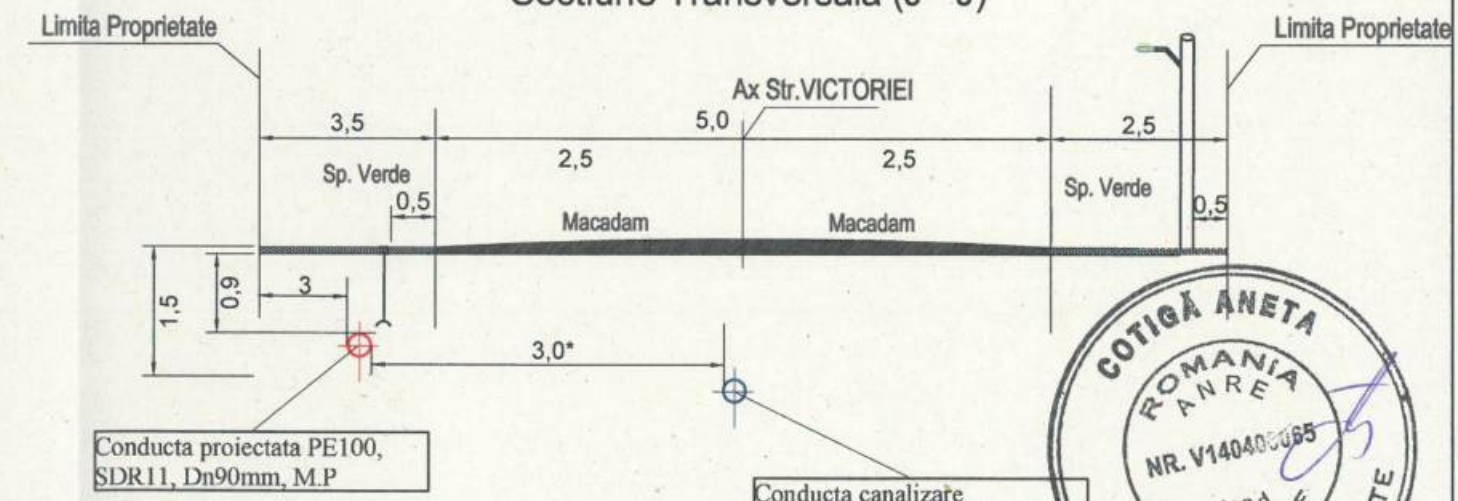 Sectiune Transversala
Limita Proprietate
Limita Proprietate
Ax Str.VICTORIEI
3,5
5,0
2,5
2,5
2,5
Sp. Verde
Sp. Verde
0,5
0,5
Macadam
Macadam
1,5
0,9
3
3,0*
Conducta proiectata PE100,
SDR11, Dn90mm, M.P
Conducta canalizare
COTIGĂ ANETA
ROMANIA
ANRE